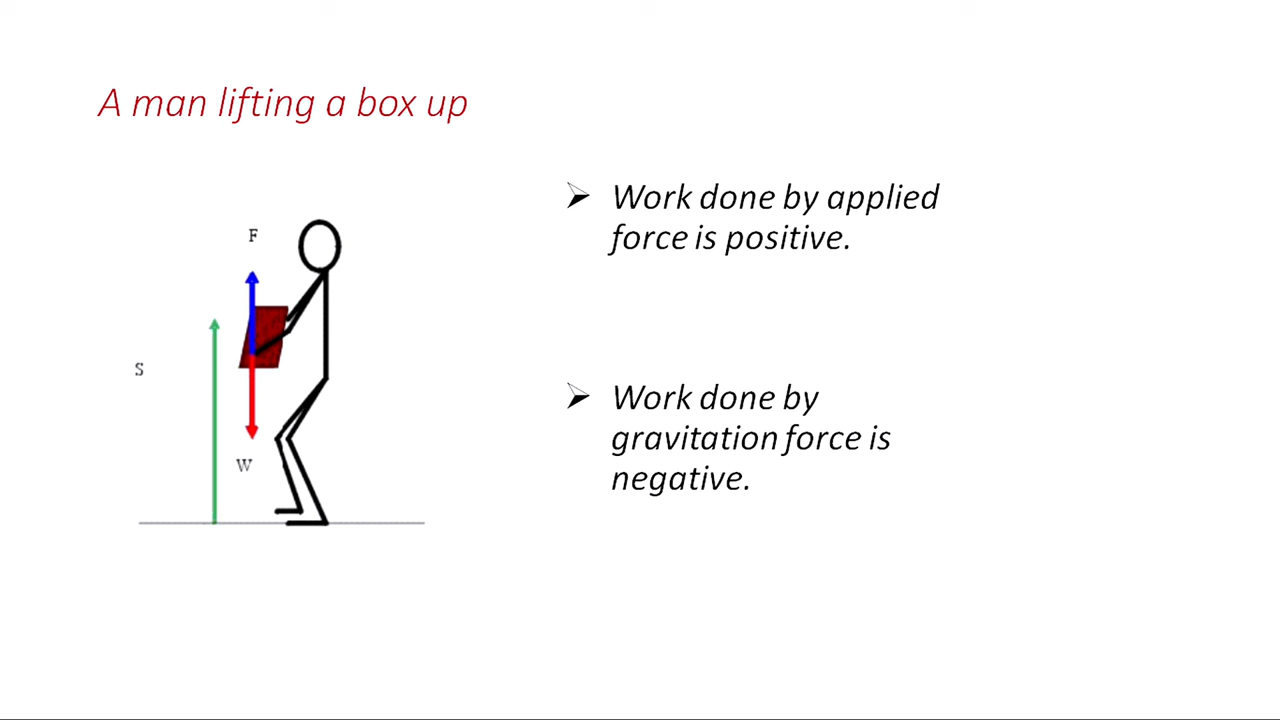 A man lifting a box up
F
S
W
➢ Work done by applied
force is positive.
➢ Work done by
gravitation force is
negative.